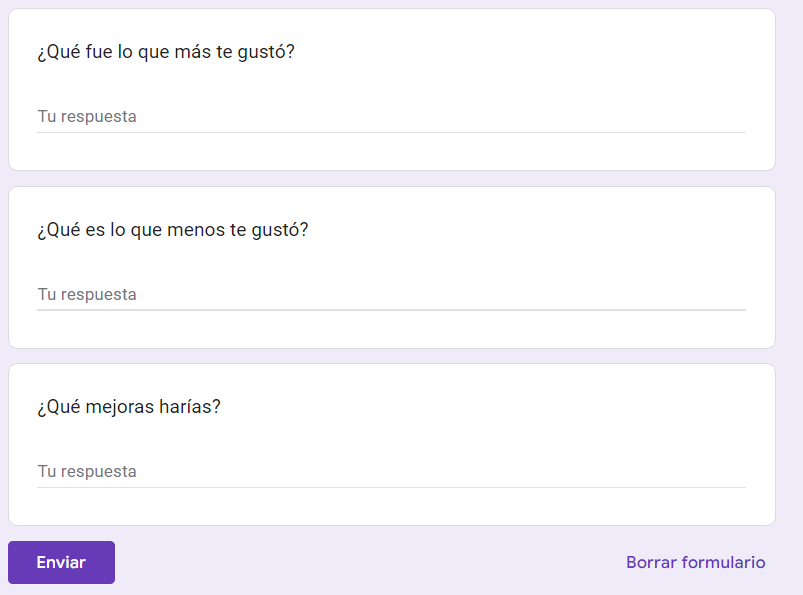 ¿Qué fue lo que más te gustó?
Tu respuesta
¿Qué es lo que menos te gustó?
Tu respuesta
¿Qué mejoras harías?
Tu respuesta
Enviar
Borrar formulario